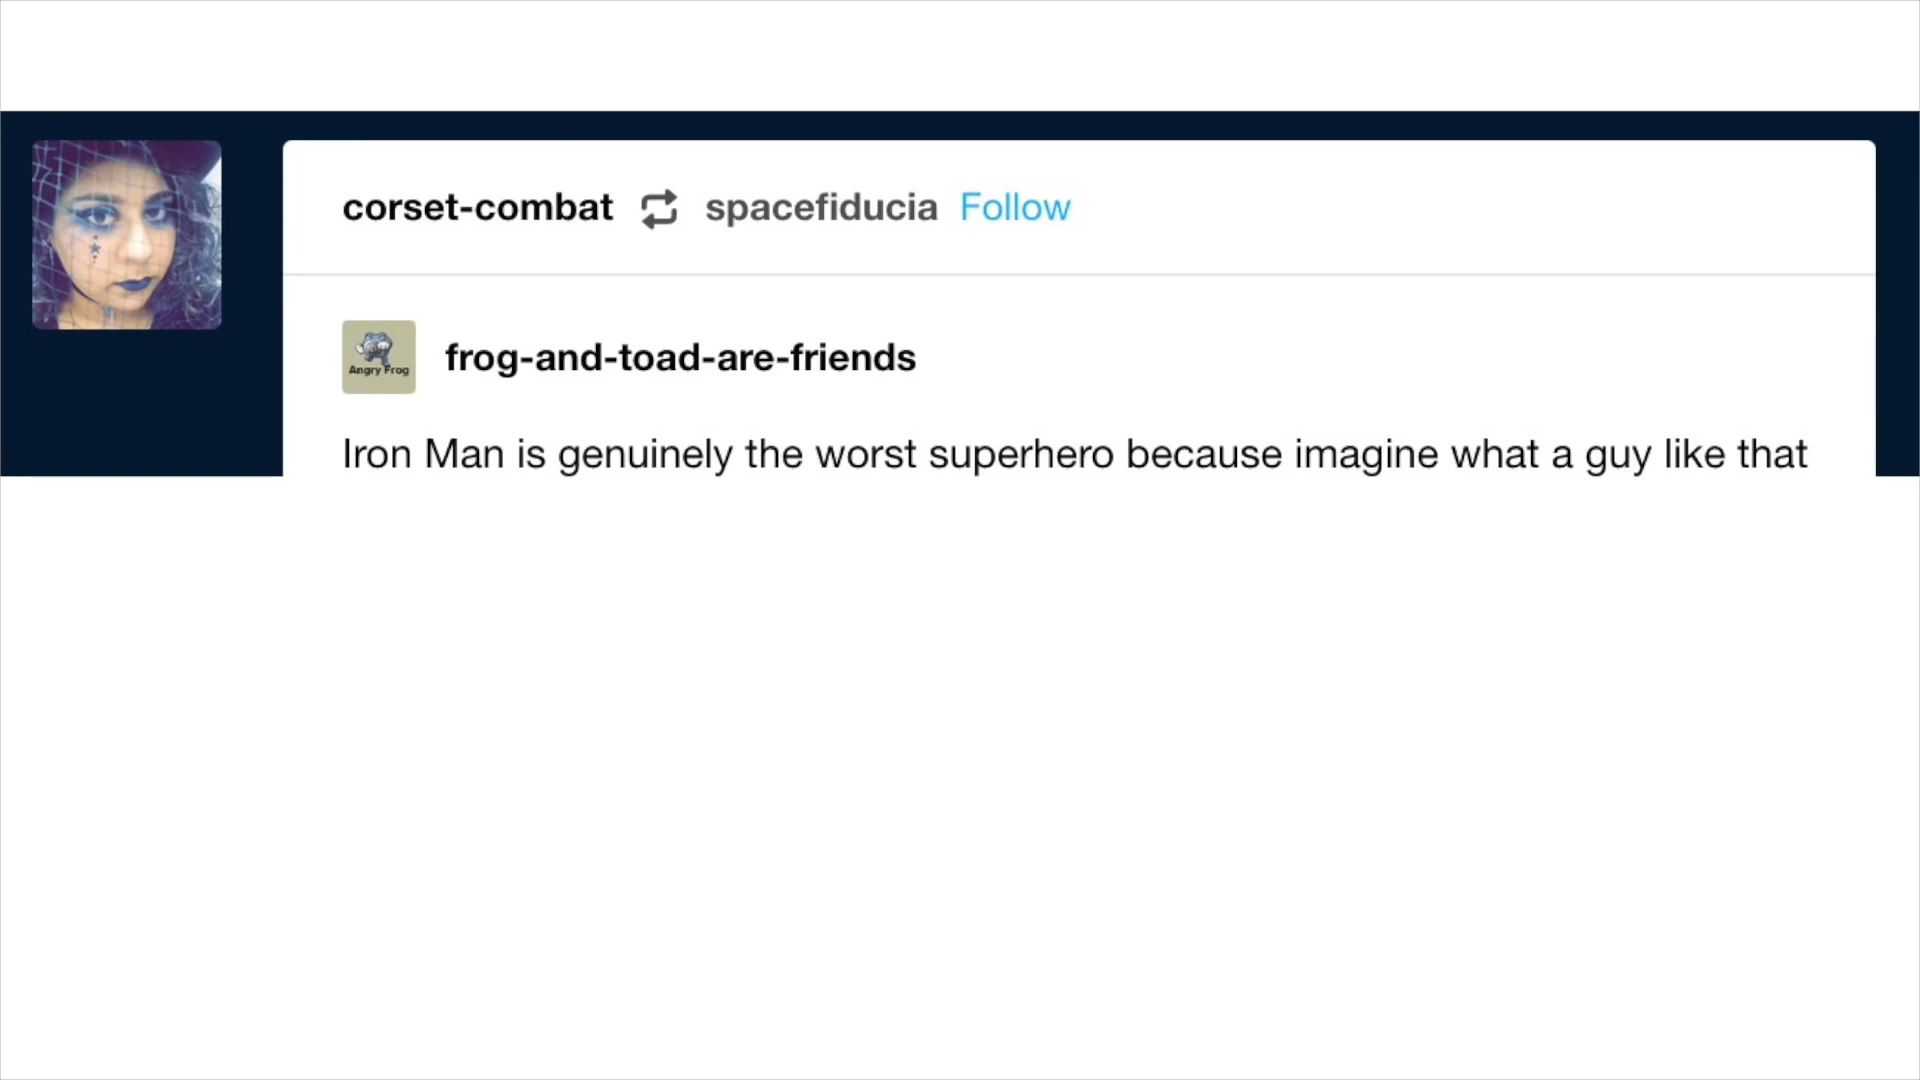 corset-combat spacefiducia Follow
Angry Frog
frog-and-toad-are-friends
Iron Man is genuinely the worst superhero because imagine what a guy like that